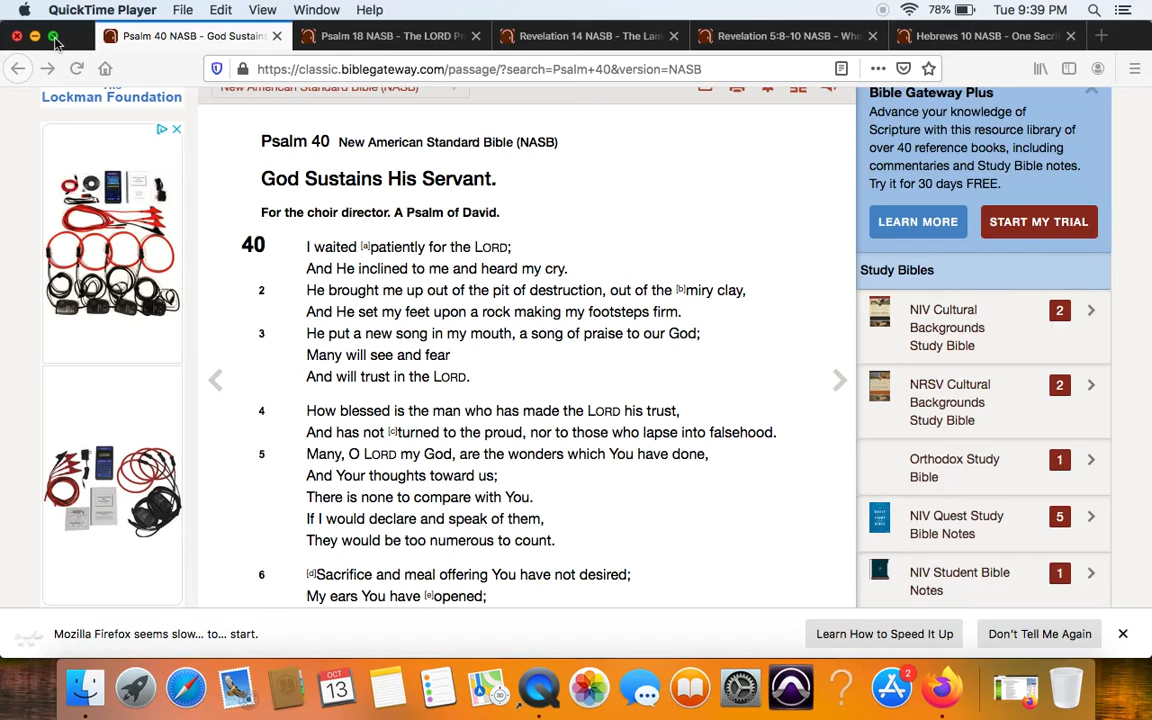 QuickTime Player File Edit View Window Help 78% Tue 9:39 PM
Psalm 40 NASB - God Sustains Psalm 18 NASB - The LORD Pr Revelation 14 NASB - The Lam Revelation 5:8-10 NASB - Who Hebrews 10 NASB - One Sacri
https://classic.biblegateway.com/passage/?search=Psalm+40&version=NASB
Lockman Foundation
New American Standard Bible (NASB)
Psalm 40 New American Standard Bible (NASB)
God Sustains His Servant.
For the choir director. A Psalm of David.
40 I waited [a]patiently for the LORD;
And He inclined to me and heard my cry.
2 He brought me up out of the pit of destruction, out of the [b]miry clay,
And He set my feet upon a rock making my footsteps firm.
3 He put a new song in my mouth, a song of praise to our God;
Many will see and fear
And will trust in the LORD.
4 How blessed is the man who has made the LORD his trust,
And has not [c]turned to the proud, nor to those who lapse into falsehood.
5 Many, O LORD my God, are the wonders which You have done,
And Your thoughts toward us;
There is none to compare with You.
If I would declare and speak of them,
They would be too numerous to count.
6 [d]Sacrifice and meal offering You have not desired;
My ears You have [e]opened;
Bible Gateway Plus
Advance your knowledge of
Scripture with this resource library of
over 40 reference books, including
commentaries and Study Bible notes.
Try it for 30 days FREE.
LEARN MORE START MY TRIAL
Study Bibles
NIV Cultural
Backgrounds
Study Bible
2
NRSV Cultural
Backgrounds
Study Bible
2
Orthodox Study
Bible
1
NIV Quest Study
Bible Notes
5
NIV Student Bible
Notes
1
Mozilla Firefox seems slow... to... start. Learn How to Speed It Up Don't Tell Me Again
OCT
13
2